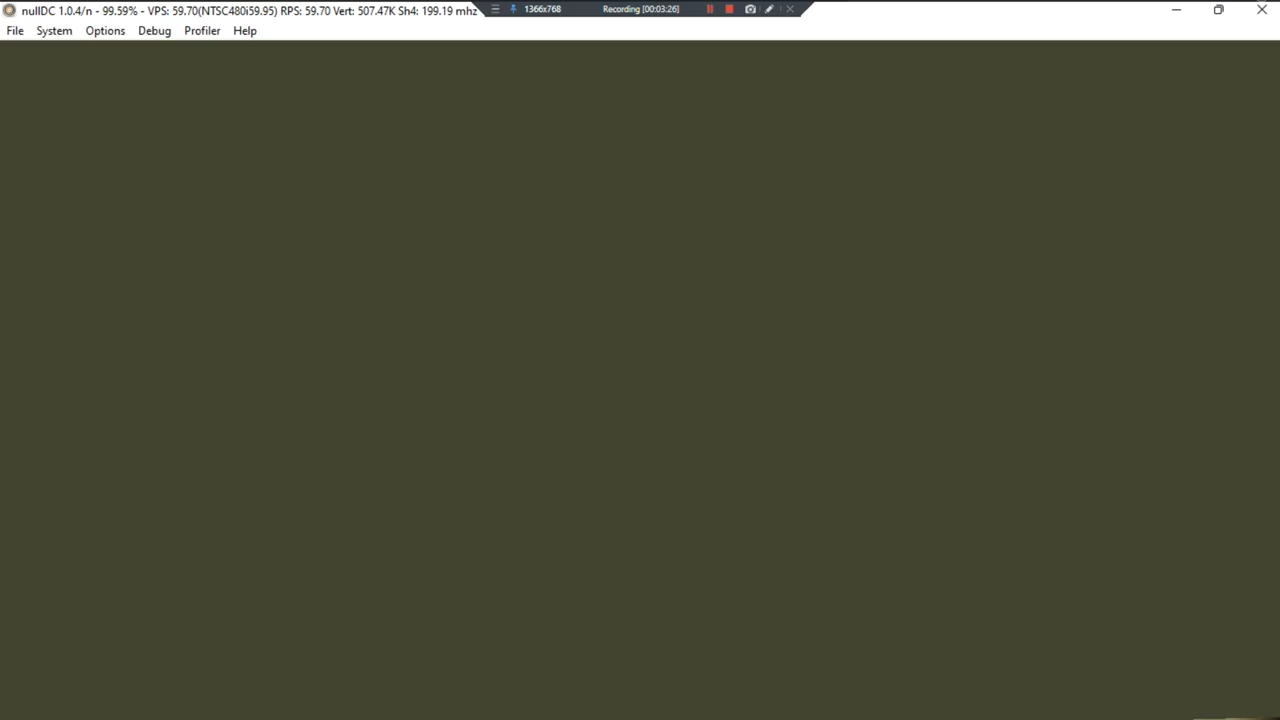 nullDC 1.0.4/n - 99.59% - VPS: 59.70(NTSC480i59.95) RPS: 59.70 Vert: 507.47K Sh4: 199.19 mhz
1366x768 Recording [00:03:26]
File System Options Debug Profiler Help